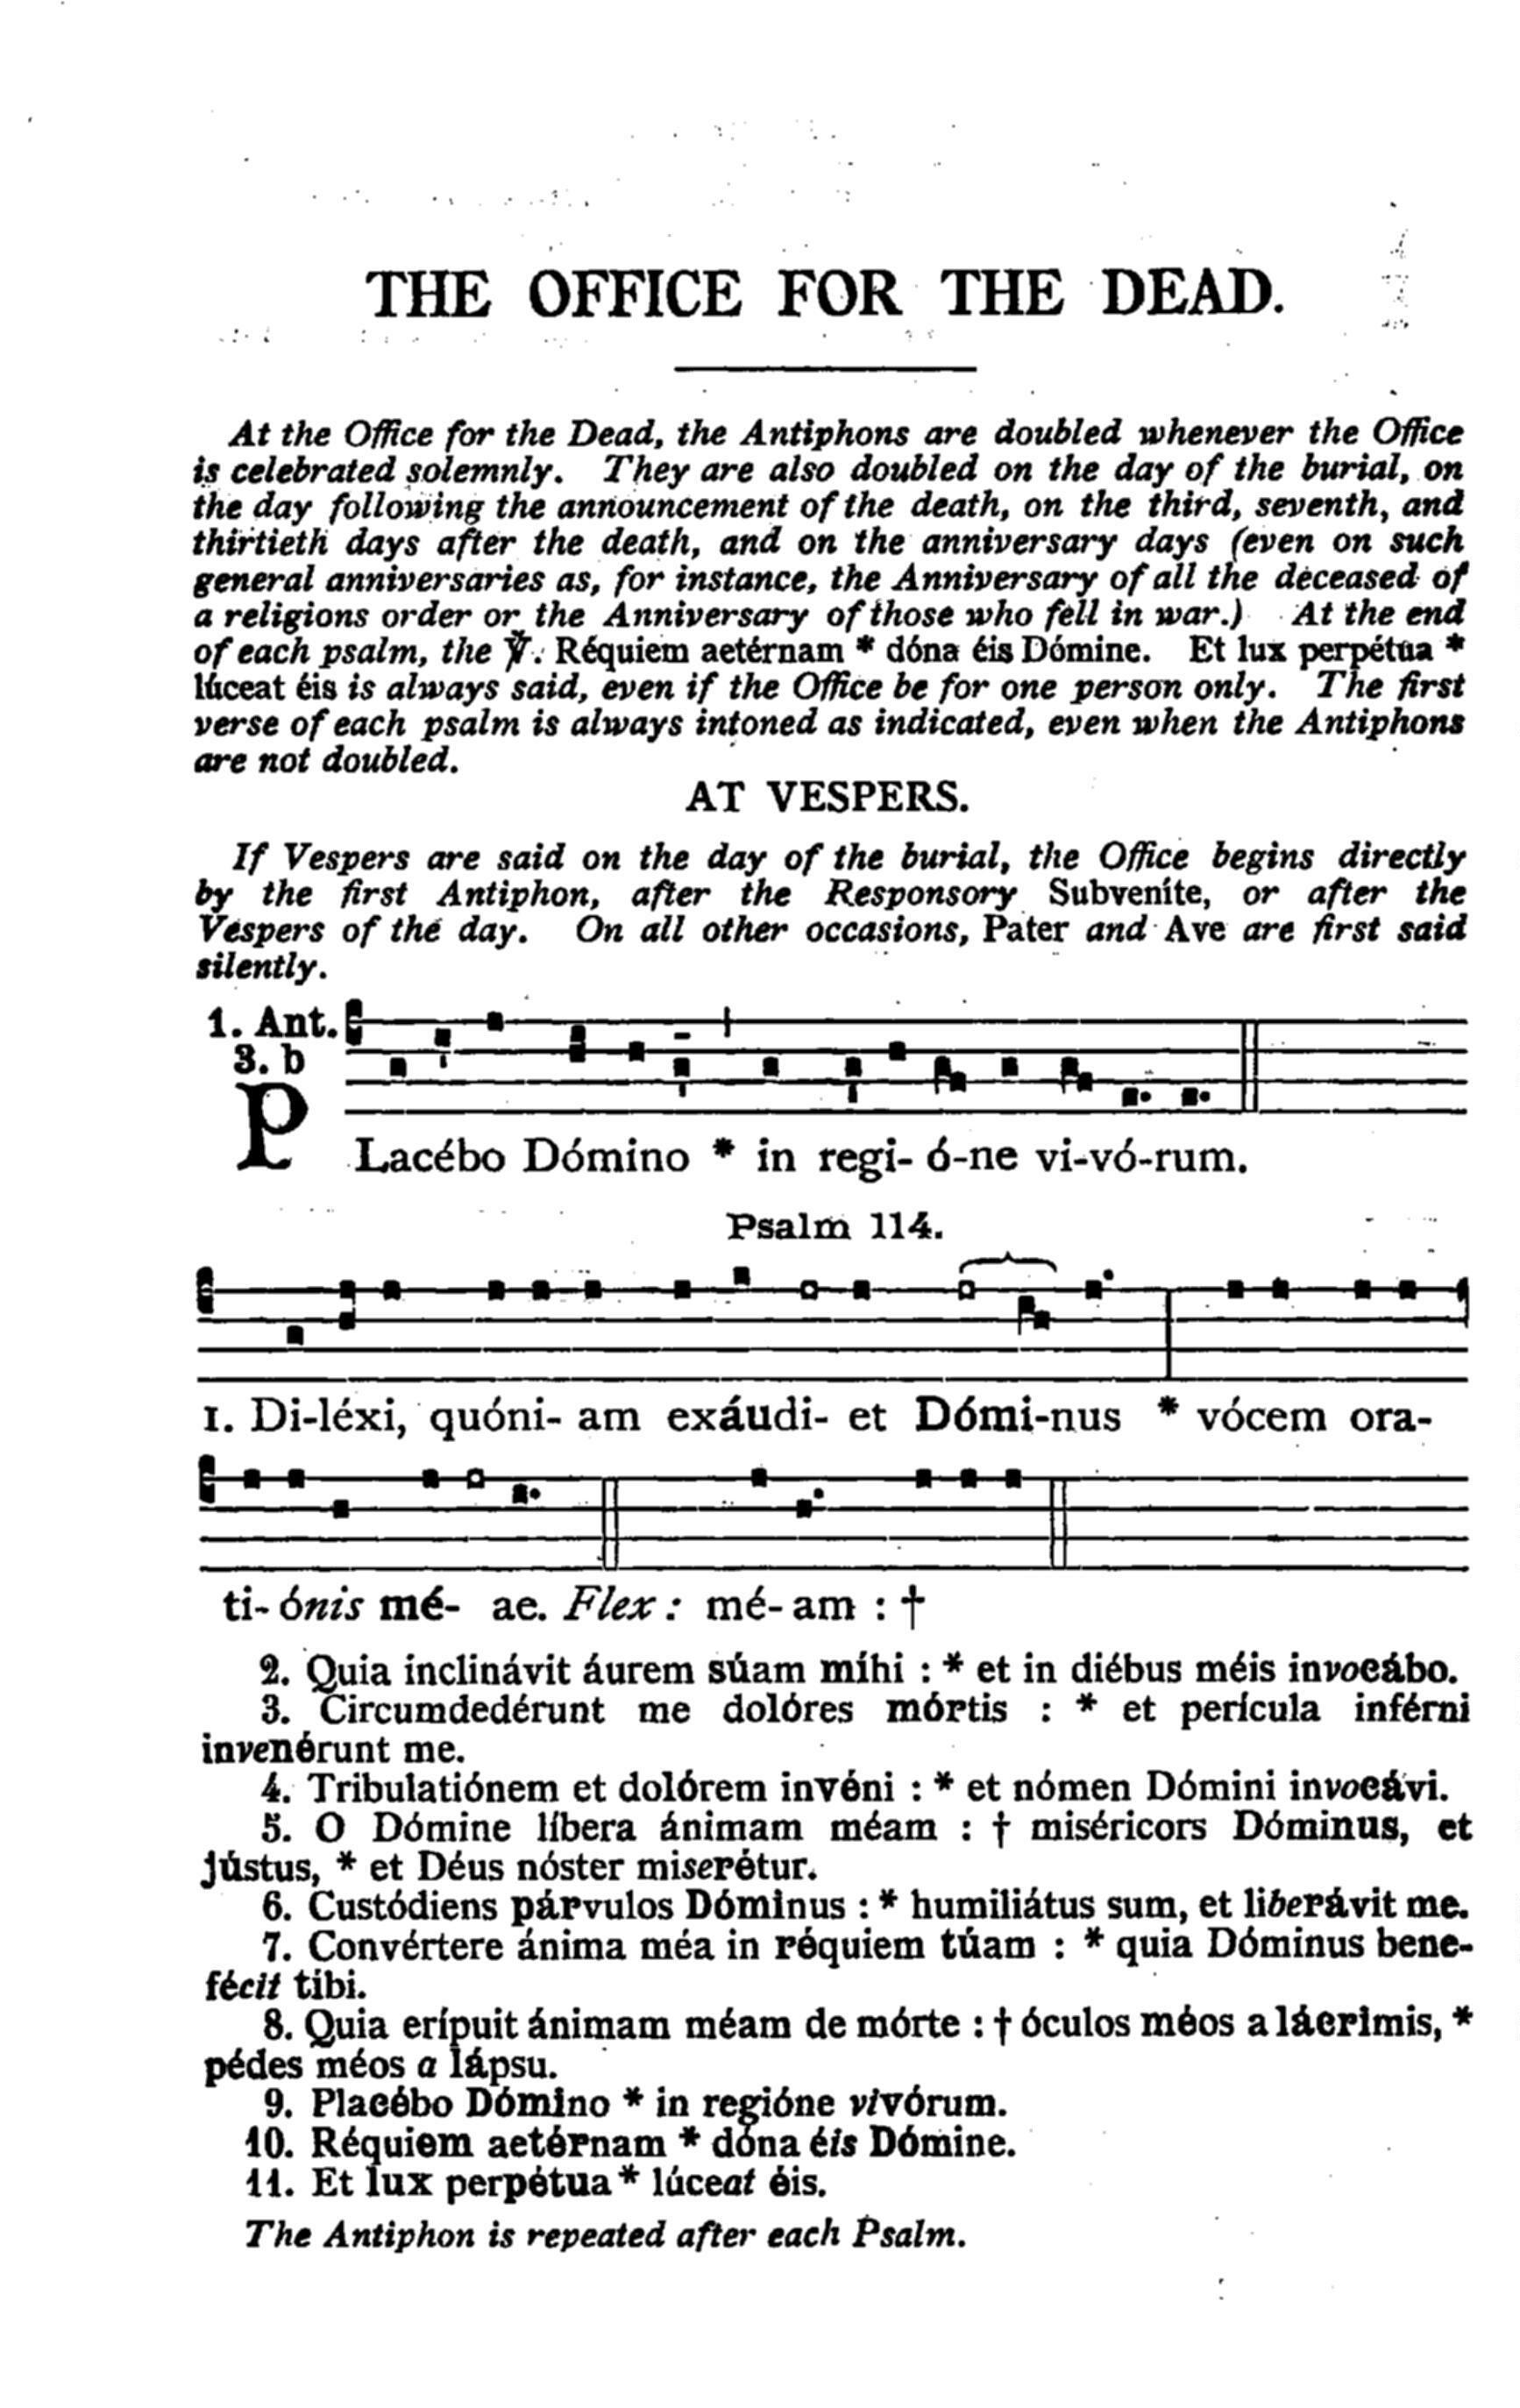 THE OFFICE FOR THE DEAD.
At the Office for the Dead, the Antiphons are doubled whenever the Office
is celebrated solemnly. They are also doubled on the day of the burial, on
the day following the announcement of the death, on the third, seventh, and
thirtieth days after the death, and on the anniversary days (even on such
general anniversaries as, for instance, the Anniversary of all the deceased of
a religions order or the Anniversary of those who fell in war.) At the end
of each psalm, the ℣. Réquiem aetérnam * dóna éis Dómine. Et lux perpétua *
lúceat éis is always said, even if the Office be for one person only. The first
verse of each psalm is always intoned as indicated, even when the Antiphons
are not doubled.
AT VESPERS.
If Vespers are said on the day of the burial, the Office begins directly
by the first Antiphon, after the Responsory Subveníte, or after the
Vespers of the day. On all other occasions, Pater and Ave are first said
silently.
1. Ant.
3. b
PLacébo Dómino * in regi- ó-ne vi-vó-rum.
Psalm 114.
1. Di-léxi, quóni- am exáudi- et Dómi-nus * vócem ora-
ti- ónis mé- ae. Flex : mé- am : †
2. Quia inclinávit áurem súam míhi : * et in diébus méis invocábo.
3. Circumdedérunt me dolóres mórtis : * et perícula inférni
invenérunt me.
4. Tribulatiónem et dolórem invéni : * et nómen Dómini invocávi.
5. O Dómine líbera ánimam méam : † miséricors Dóminus, et
jústus, * et Déus nóster miserétur.
6. Custódiens párvulos Dóminus : * humiliátus sum, et liberávit me.
7. Convértere ánima méa in réquiem túam : * quia Dóminus bene-
fécit tíbi.
8. Quia erípuit ánimam méam de mórte : † óculos méos a lácrimis, *
pédes méos a lápsu.
9. Placébo Dómino * in regióne vivórum.
10. Réquiem aetérnam * dóna éis Dómine.
11. Et lux perpétua * lúceat éis.
The Antiphon is repeated after each Psalm.